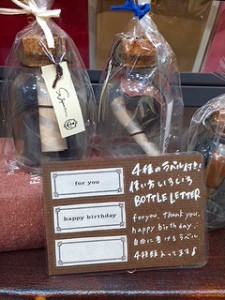 for you
happy birthday
4種のラベル付き!
使い方いろいろ
BOTTLE LETTER
for you, thank you,
happy birthday...
自由に書けるラベル
4種類入ってます